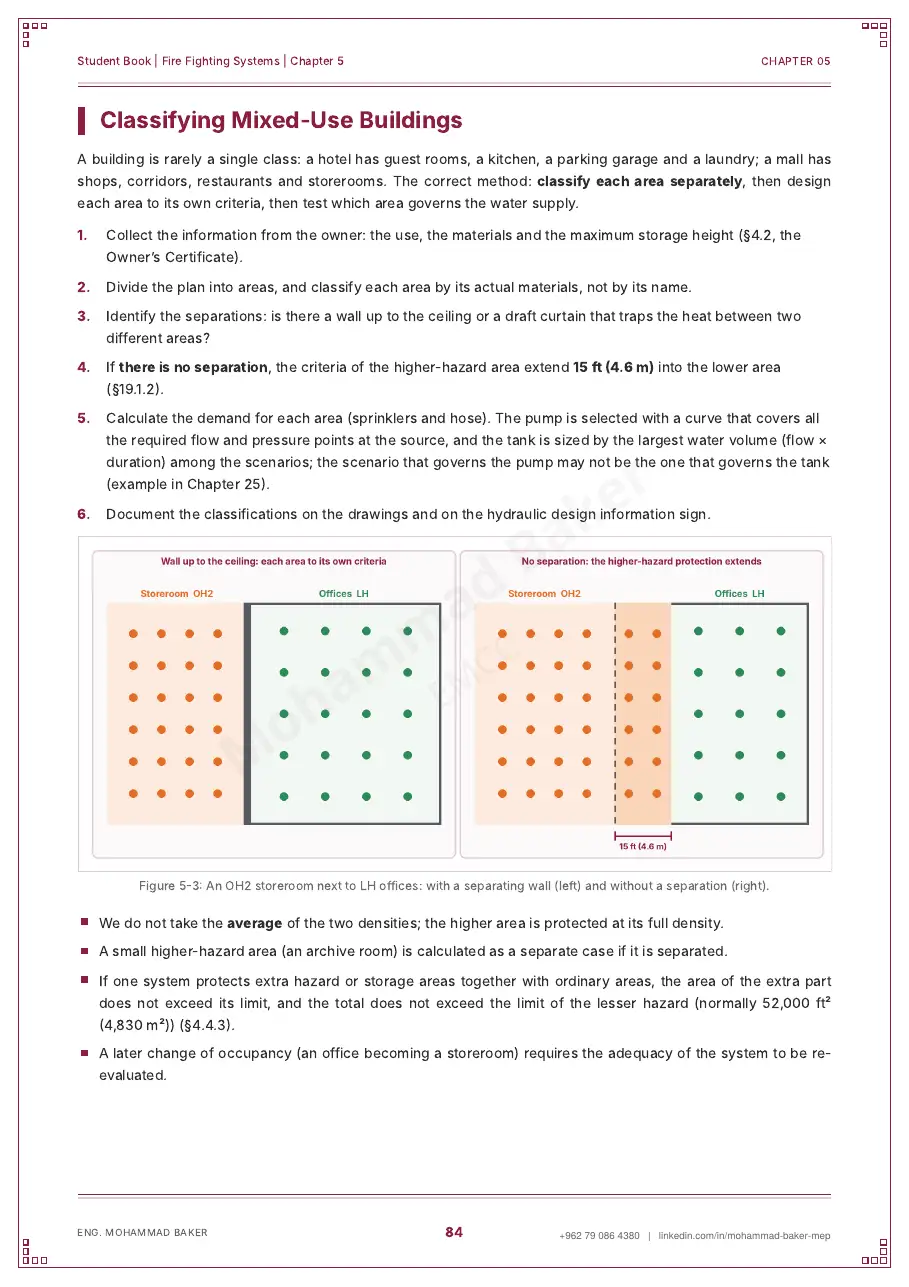 Student Book | Fire Fighting Systems | Chapter 5
CHAPTER 05
Classifying Mixed-Use Buildings
A building is rarely a single class: a hotel has guest rooms, a kitchen, a parking garage and a laundry; a mall has
shops, corridors, restaurants and storerooms. The correct method: classify each area separately, then design
each area to its own criteria, then test which area governs the water supply.
1. Collect the information from the owner: the use, the materials and the maximum storage height (§4.2, the
Owner's Certificate).
2. Divide the plan into areas, and classify each area by its actual materials, not by its name.
3. Identify the separations: is there a wall up to the ceiling or a draft curtain that traps the heat between two
different areas?
4. If there is no separation, the criteria of the higher-hazard area extend 15 ft (4.6 m) into the lower area
(§19.1.2).
5. Calculate the demand for each area (sprinklers and hose). The pump is selected with a curve that covers all
the required flow and pressure points at the source, and the tank is sized by the largest water volume (flow ×
duration) among the scenarios; the scenario that governs the pump may not be the one that governs the tank
(example in Chapter 25).
6. Document the classifications on the drawings and on the hydraulic design information sign.
Wall up to the ceiling: each area to its own criteria
Storeroom OH2
Offices LH
No separation: the higher-hazard protection extends
Storeroom OH2
Offices LH
15 ft (4.6 m)
Mohammad Baker
EMCC
Figure 5-3: An OH2 storeroom next to LH offices: with a separating wall (left) and without a separation (right).
We do not take the average of the two densities; the higher area is protected at its full density.
A small higher-hazard area (an archive room) is calculated as a separate case if it is separated.
If one system protects extra hazard or storage areas together with ordinary areas, the area of the extra part
does not exceed its limit, and the total does not exceed the limit of the lesser hazard (normally 52,000 ft²
(4,830 m²)) (§4.4.3).
A later change of occupancy (an office becoming a storeroom) requires the adequacy of the system to be re-
evaluated.
ENG. MOHAMMAD BAKER
84
+962 79 086 4380 | linkedin.com/in/mohammad-baker-mep